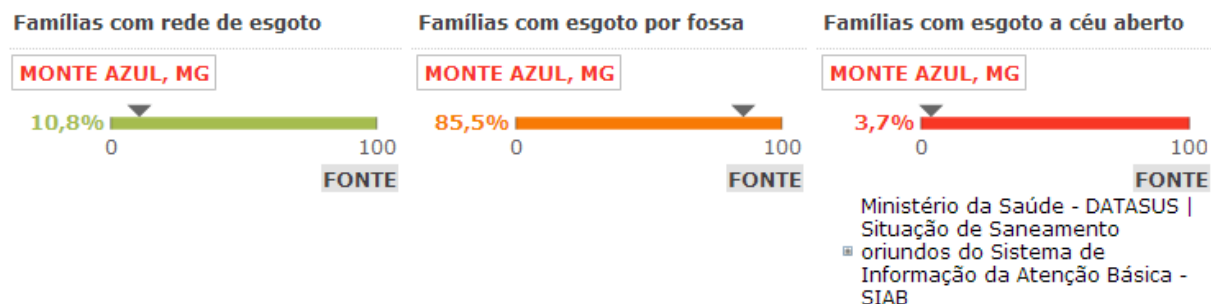 Famílias com rede de esgoto
MONTE AZUL, MG
10,8%
0 100
FONTE
Famílias com esgoto por fossa
MONTE AZUL, MG
85,5%
0 100
FONTE
Famílias com esgoto a céu aberto
MONTE AZUL, MG
3,7%
0 100
FONTE
Ministério da Saúde - DATASUS |
Situação de Saneamento
oriundos do Sistema de
Informação da Atenção Básica -
SIAB